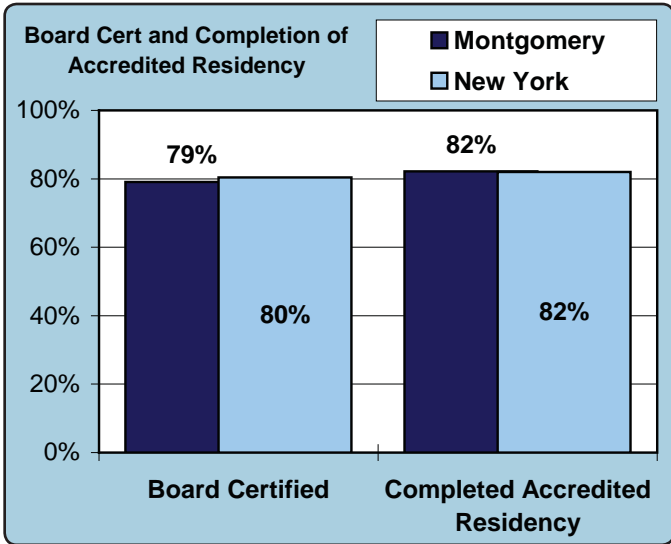 Board Cert and Completion of
Accredited Residency
Montgomery
New York
100%
80%
60%
40%
20%
0%
79%
80%
82%
82%
Board Certified
Completed Accredited
Residency